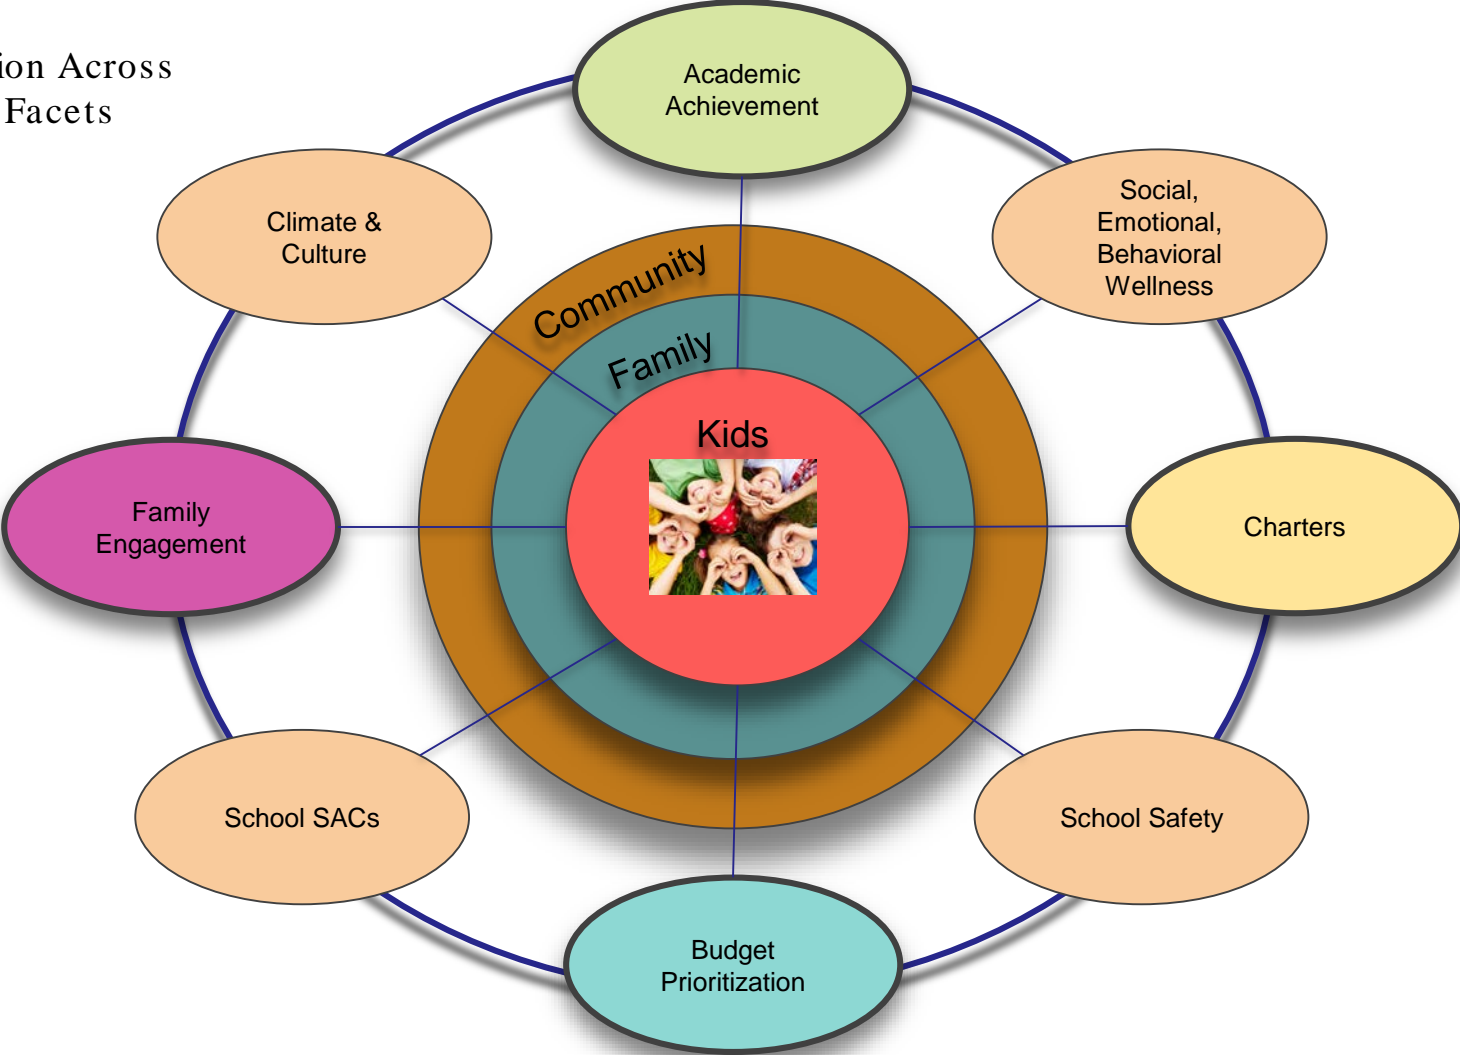 ion Across
Facets
Academic
Achievement
Climate &
Culture
Social,
Emotional,
Behavioral
Wellness
Community
Family
Kids
Family
Engagement
Charters
School SACs
School Safety
Budget
Prioritization